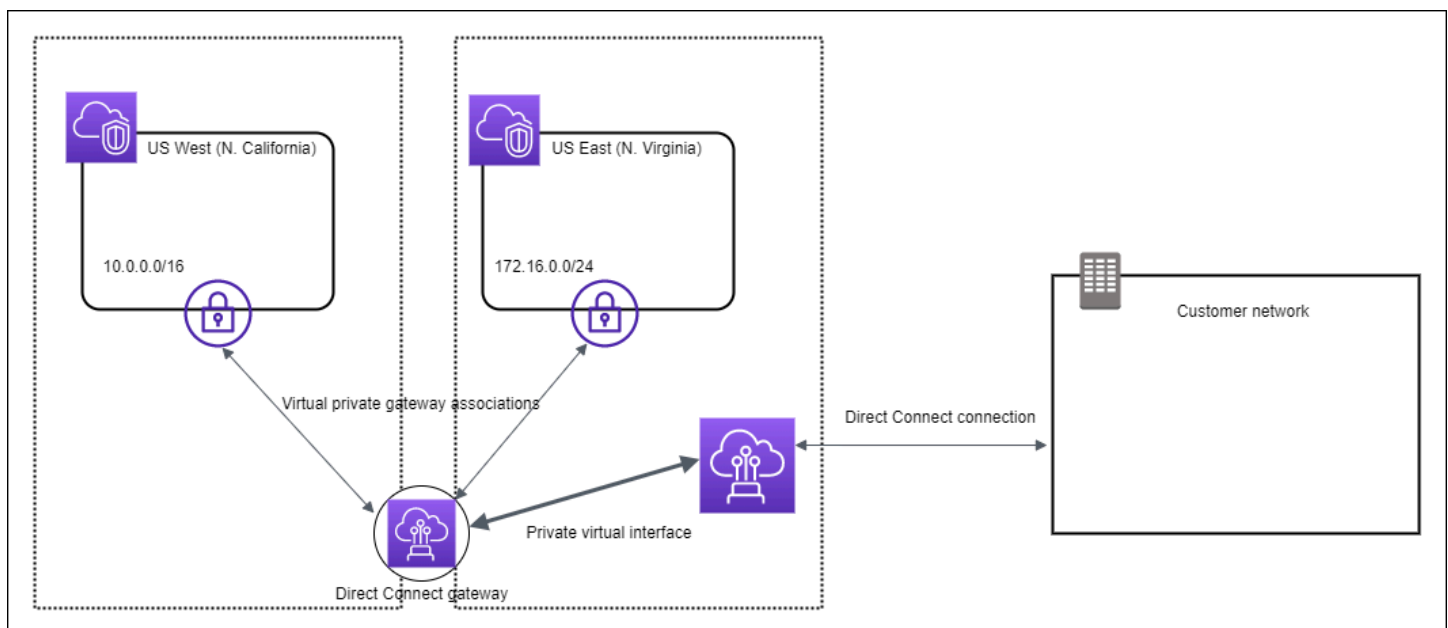 US West (N. California)
US East (N. Virginia)
10.0.0.0/16
172.16.0.0/24
Customer network
Virtual private gateway associations
Direct Connect connection
Private virtual interface
Direct Connect gateway